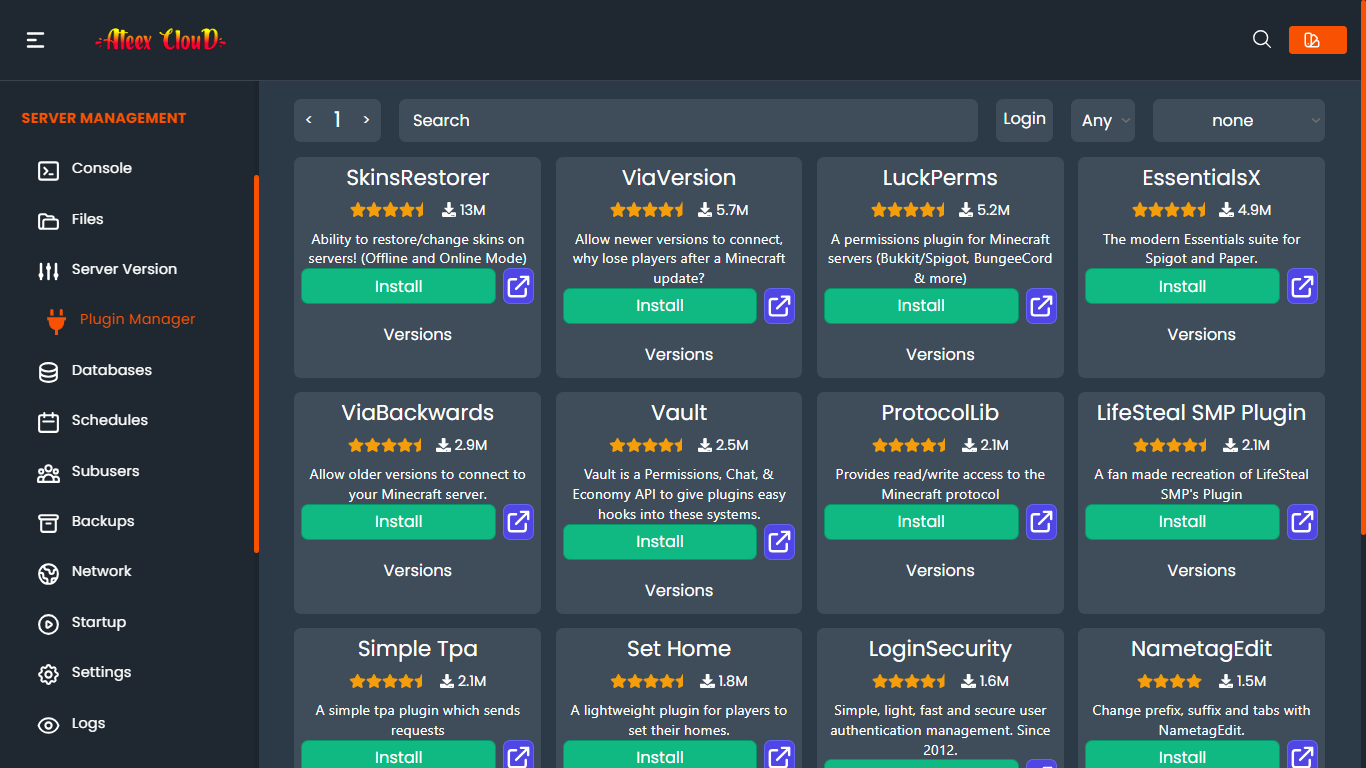 Ateex ClouD
SERVER MANAGEMENT
Console
Files
Server Version
Plugin Manager
Databases
Schedules
Subusers
Backups
Network
Startup
Settings
Logs
< 1 >
Search
Login
Any
none
SkinsRestorer
13M
Ability to restore/change skins on
servers! (Offline and Online Mode)
Install
Versions
ViaVersion
5.7M
Allow newer versions to connect,
why lose players after a Minecraft
update?
Install
Versions
LuckPerms
5.2M
A permissions plugin for Minecraft
servers (Bukkit/Spigot, BungeeCord
& more)
Install
Versions
EssentialsX
4.9M
The modern Essentials suite for
Spigot and Paper.
Install
Versions
ViaBackwards
2.9M
Allow older versions to connect to
your Minecraft server.
Install
Versions
Vault
2.5M
Vault is a Permissions, Chat, &
Economy API to give plugins easy
hooks into these systems.
Install
Versions
ProtocolLib
2.1M
Provides read/write access to the
Minecraft protocol
Install
Versions
LifeSteal SMP Plugin
2.1M
A fan made recreation of LifeSteal
SMP's Plugin
Install
Versions
Simple Tpa
2.1M
A simple tpa plugin which sends
requests
Install
Set Home
1.8M
A lightweight plugin for players to
set their homes.
Install
LoginSecurity
1.6M
Simple, light, fast and secure user
authentication management. Since
2012.
NametagEdit
1.5M
Change prefix, suffix and tabs with
NametagEdit.
Install